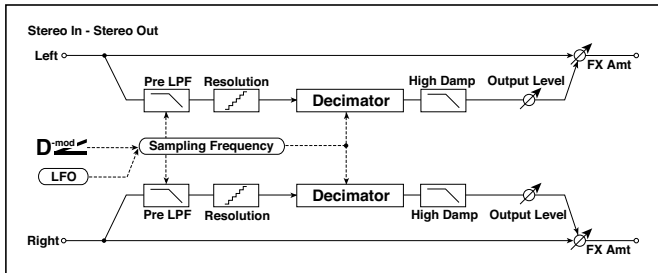 Stereo In - Stereo Out
Left
FX Amt
Pre LPF
Resolution
Decimator
High Damp
Output Level
D-mod
Sampling Frequency
LFO
Decimator
Pre LPF
Resolution
High Damp
Output Level
Right
FX Amt